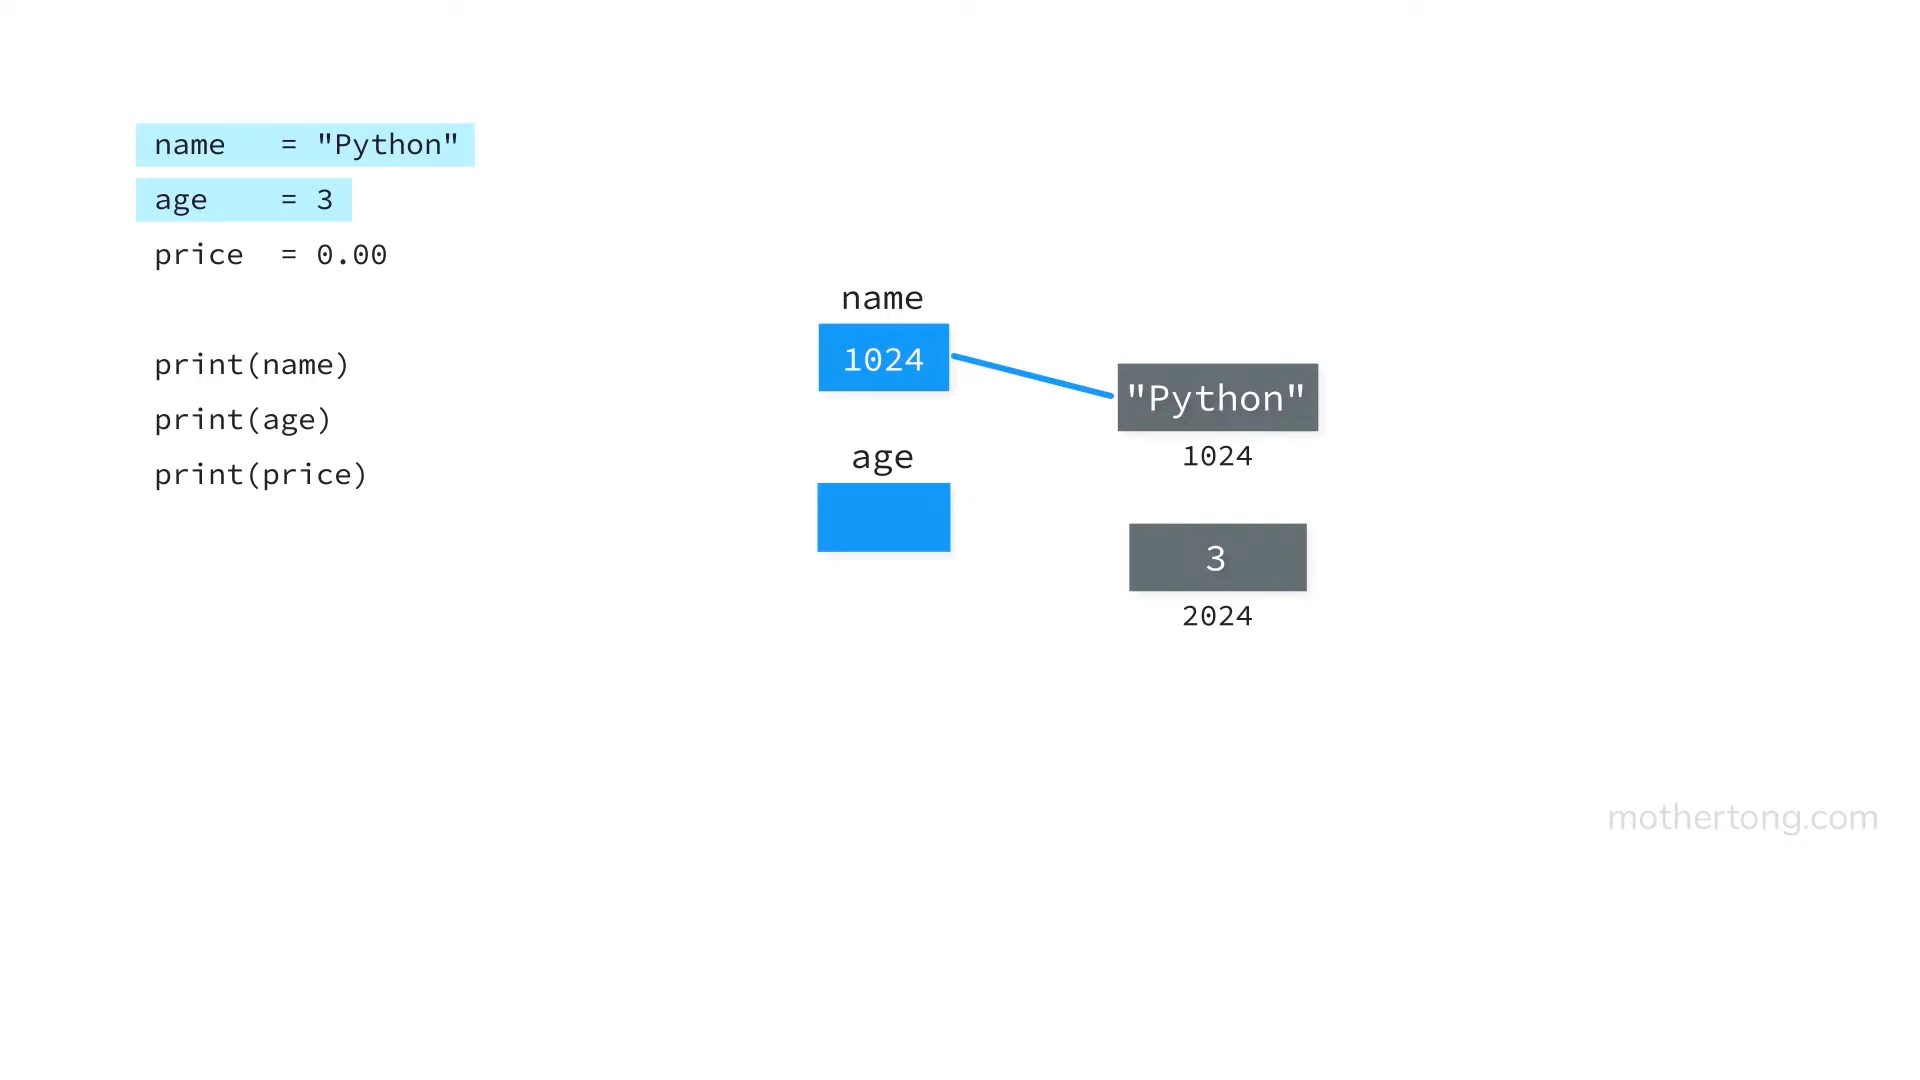 name = "Python"
age = 3
price = 0.00
print(name)
print(age)
print(price)
name
1024
"Python"
1024
age
3
2024
mothertong.com